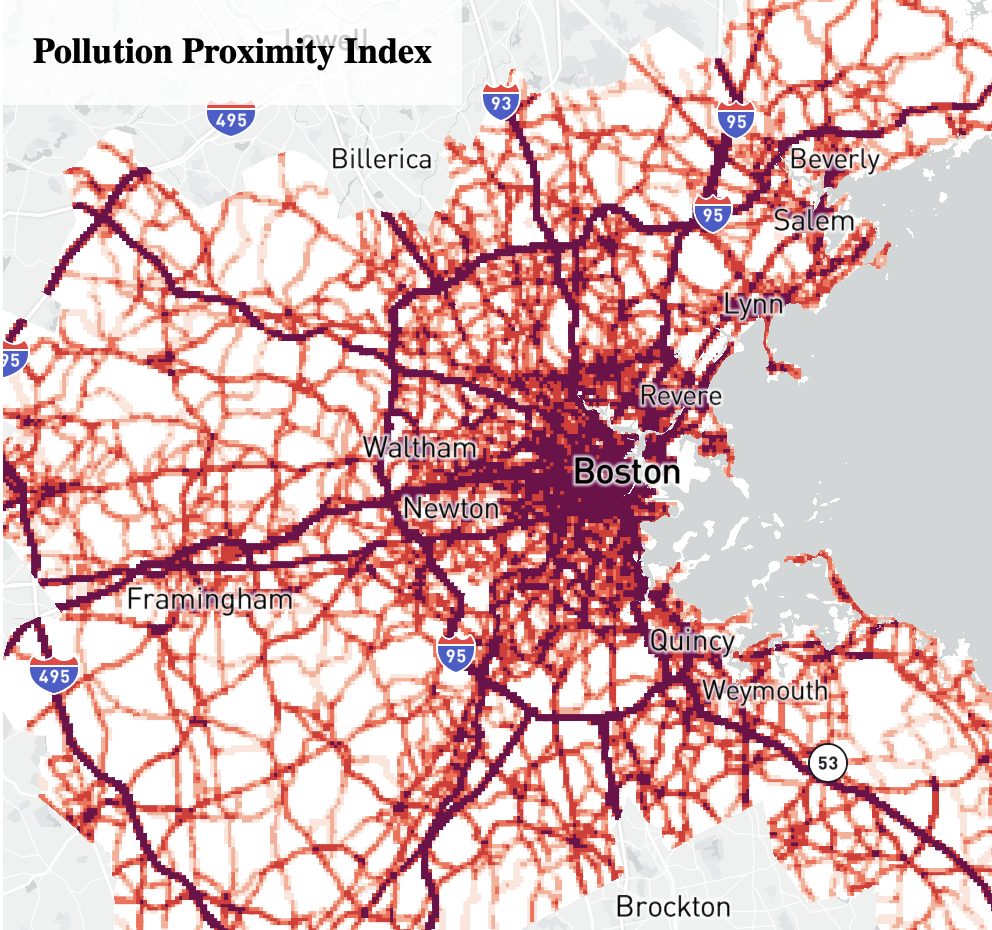 Pollution Proximity Index
Lowell
93
495
95
Billerica
Beverly
95
Salem
Lynn
95
Revere
Waltham
Boston
Newton
Framingham
Quincy
95
495
Weymouth
53
Brockton